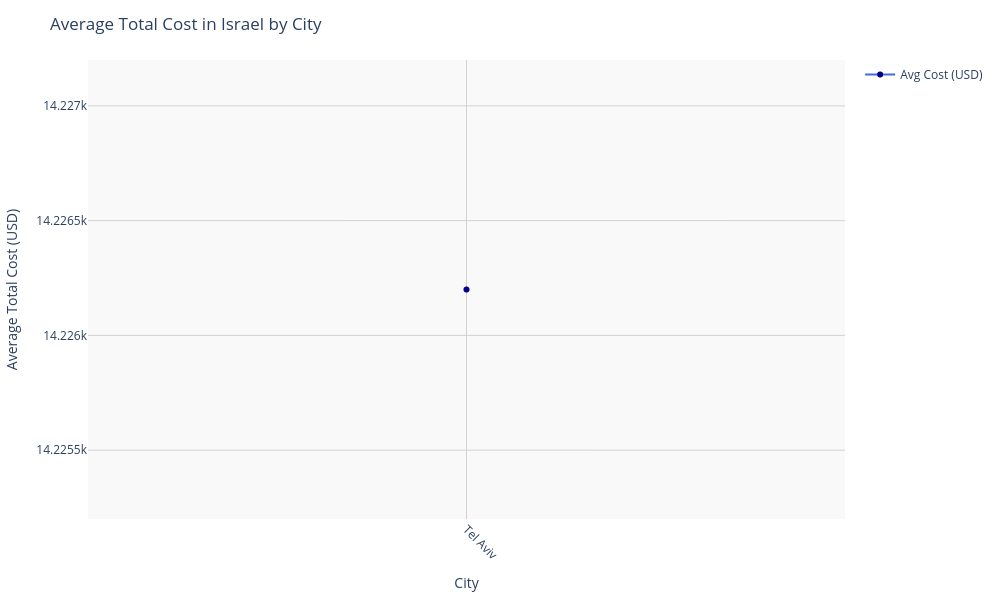 Average Total Cost in Israel by City
Avg Cost (USD)
14.227k
14.2265k
14.226k
14.2255k
Average Total Cost (USD)
Tel Aviv
City